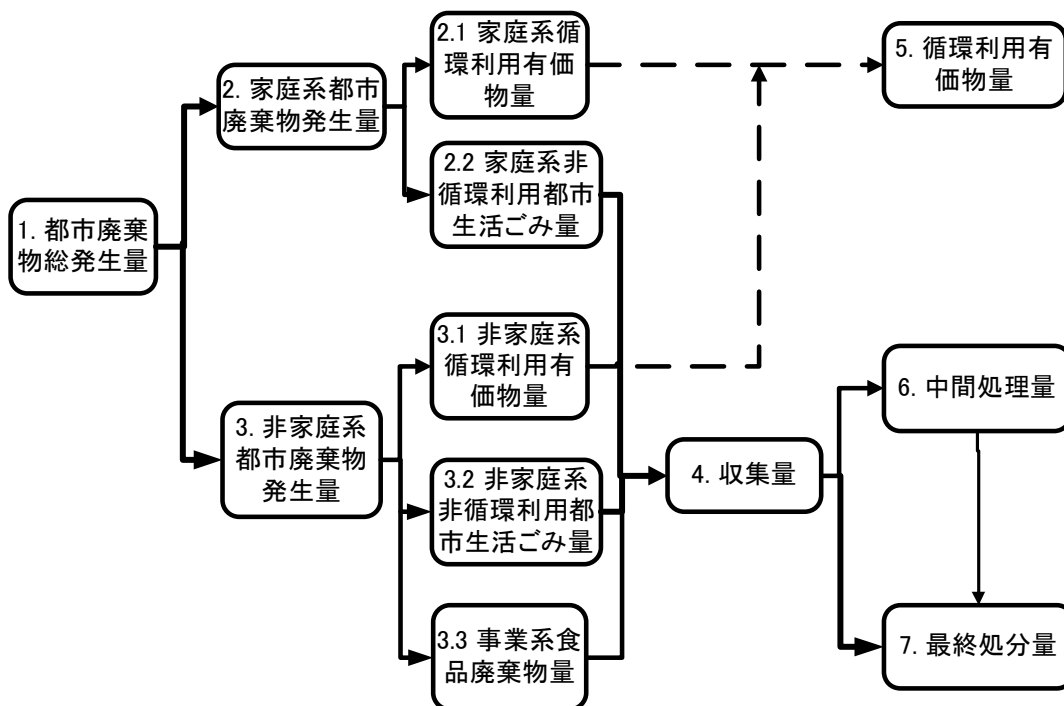 1. 都市廃棄
物総発生量
2. 家庭系都市
廃棄物発生量
2.1 家庭系循
環利用有価
物量
2.2 家庭系非
循環利用都市
生活ごみ量
3. 非家庭系
都市廃棄物
発生量
3.1 非家庭系
循環利用有
価物量
3.2 非家庭系
非循環利用都
市生活ごみ量
3.3 事業系食
品廃棄物量
4. 収集量
5. 循環利用有
価物量
6. 中間処理量
7. 最終処分量